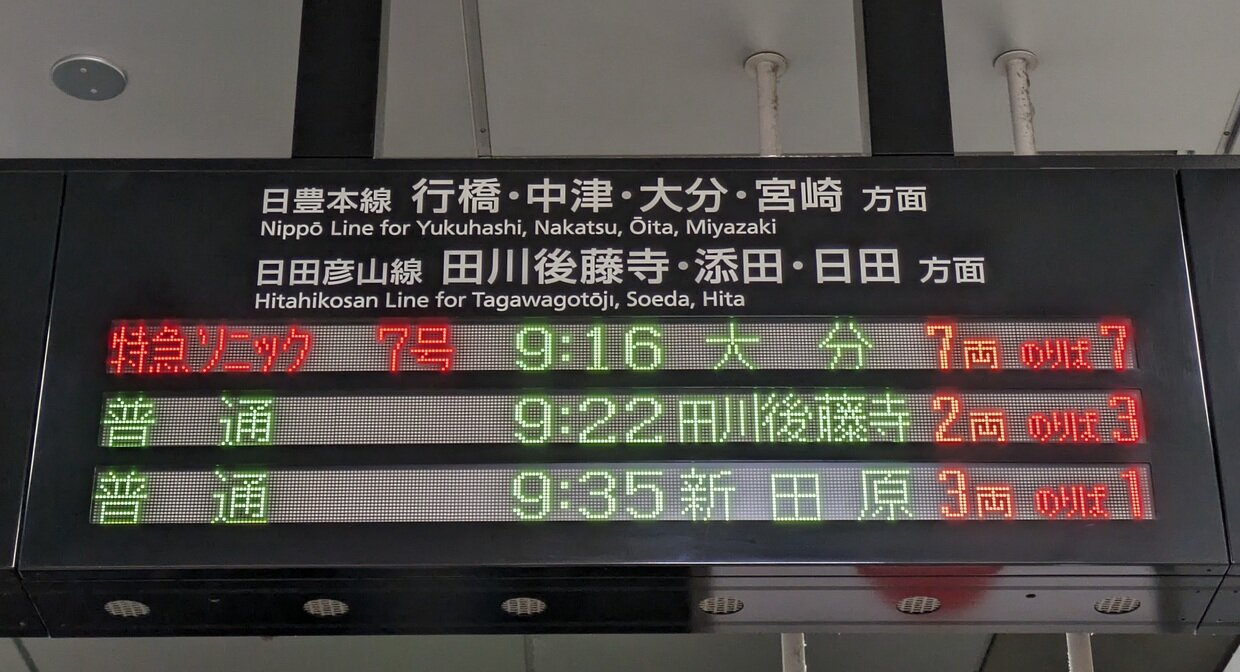 日豊本線 行橋・中津・大分・宮崎 方面
Nippō Line for Yukuhashi, Nakatsu, Ōita, Miyazaki
日田彦山線 田川後藤寺・添田・日田 方面
Hitahikosan Line for Tagawagotōji, Soeda, Hita
特急ソニック 7号 9:16 大分 7両 のりば 7
普通 9:22 田川後藤寺 2両 のりば 3
普通 9:35 新田原 3両 のりば 1